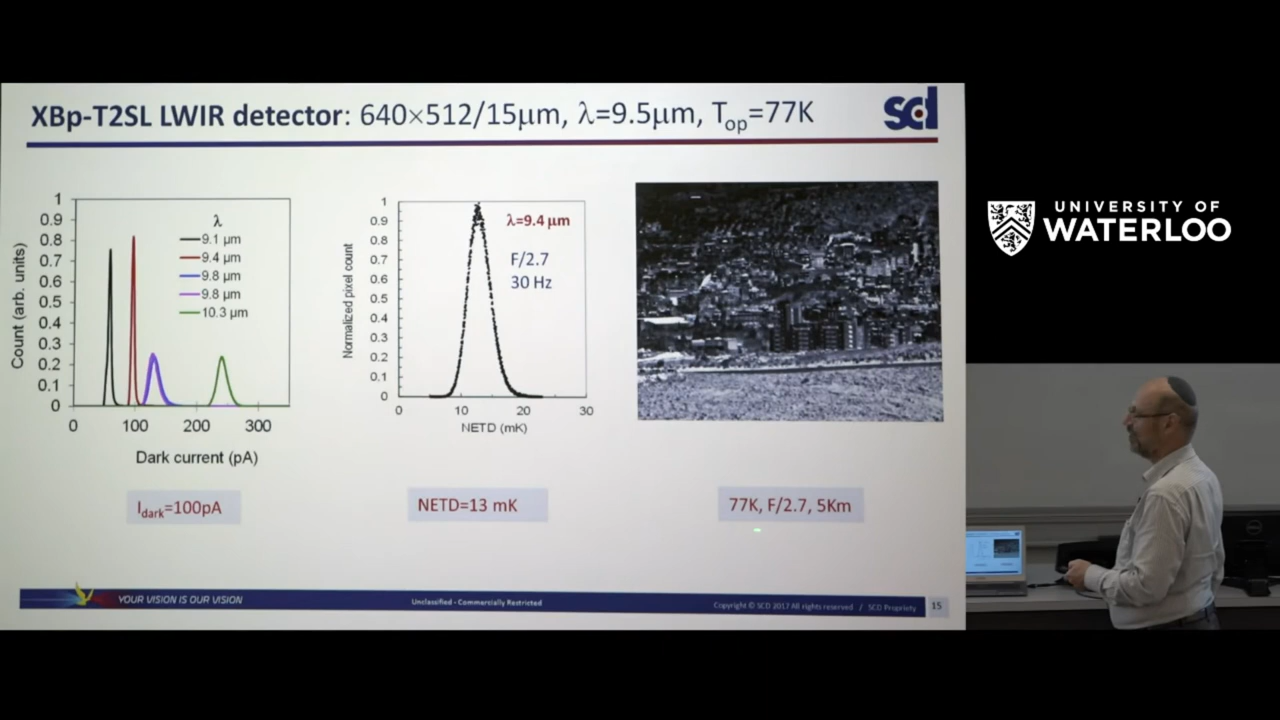 XBp-T2SL LWIR detector: 640×512/15μm, λ=9.5μm, Top=77K
scd
Count (arb. units)
1
0.9
0.8
0.7
0.6
0.5
0.4
0.3
0.2
0.1
0
0 100 200 300
Dark current (pA)
λ
9.1 μm
9.4 μm
9.8 μm
9.8 μm
10.3 μm
Idark=100pA
Normalized pixel count
1
0.9
0.8
0.7
0.6
0.5
0.4
0.3
0.2
0.1
0
0 10 20 30
NETD (mK)
λ=9.4 μm
F/2.7
30 Hz
NETD=13 mK
77K, F/2.7, 5Km
YOUR VISION IS OUR VISION
Unclassified - Commercially Restricted
Copyright © SCD 2017 All rights reserved / SCD Propriety
15
UNIVERSITY OF
WATERLOO